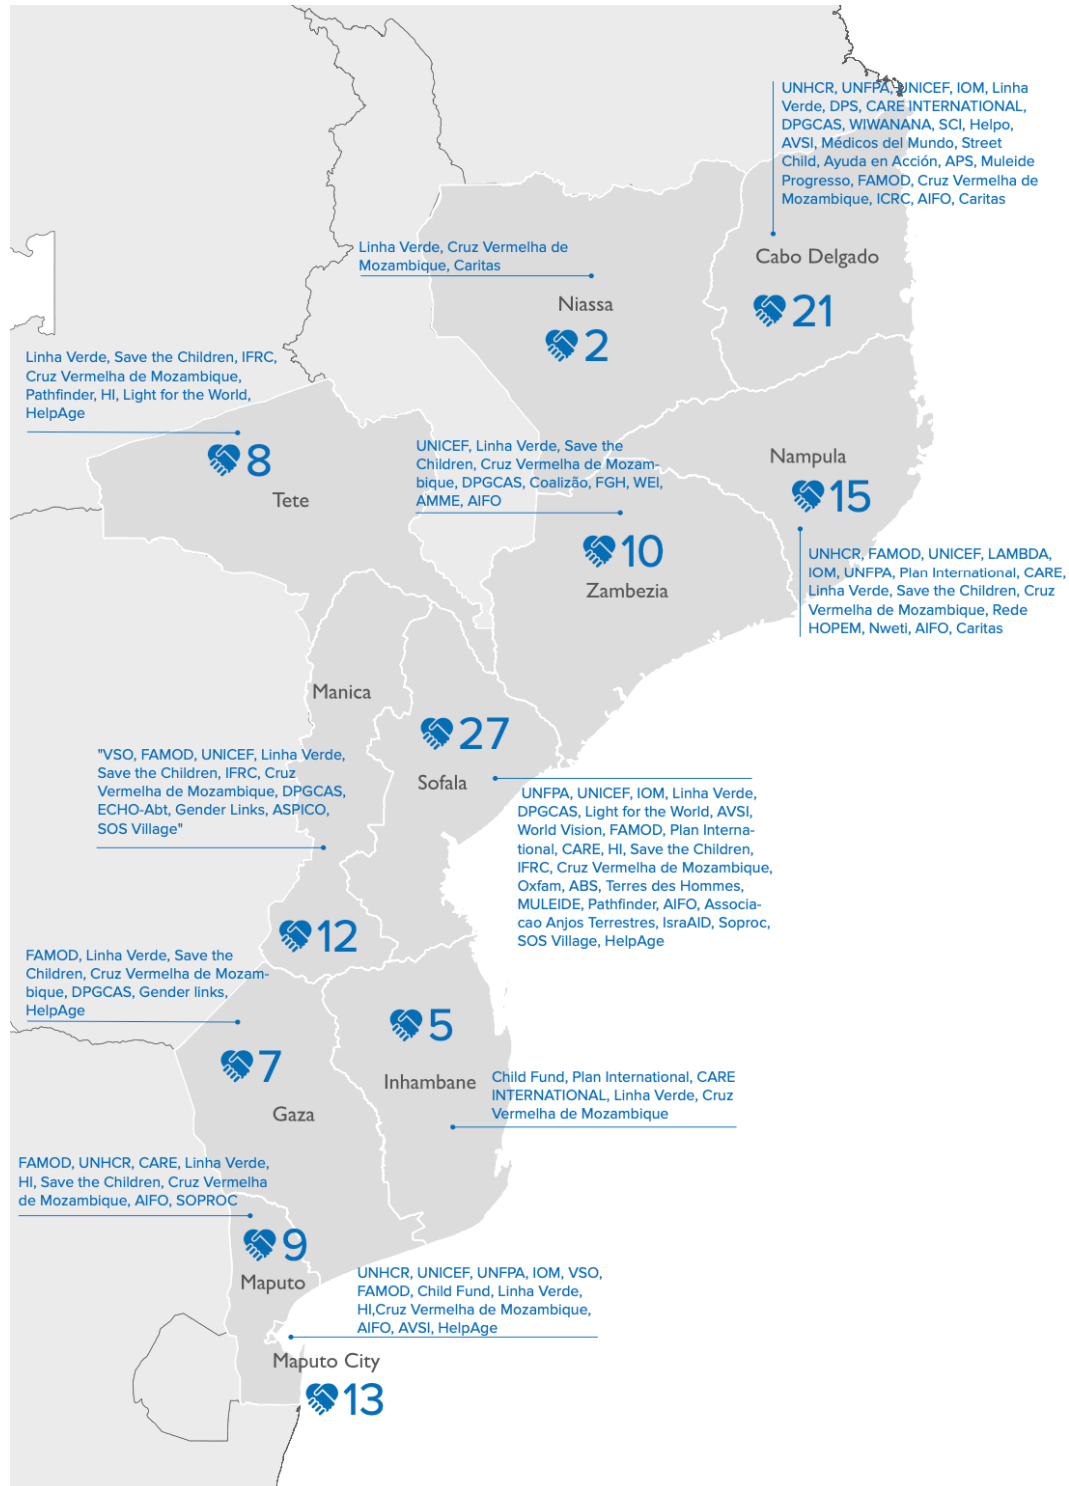 UNHCR, UNFPA, UNICEF, IOM, Linha
Verde, DPS, CARE INTERNATIONAL,
DPGCAS, WIWANANA, SCI, Helpo,
AVSI, Médicos del Mundo, Street
Child, Ayuda en Acción, APS, Muleide
Progresso, FAMOD, Cruz Vermelha de
Mozambique, ICRC, AIFO, Caritas
Cabo Delgado
21
Linha Verde, Cruz Vermelha de
Mozambique, Caritas
Niassa
2
Linha Verde, Save the Children, IFRC,
Cruz Vermelha de Mozambique,
Pathfinder, HI, Light for the World,
HelpAge
8
Tete
UNICEF, Linha Verde, Save the
Children, Cruz Vermelha de Mozam-
bique, DPGCAS, Coalizão, FGH, WEI,
AMME, AIFO
10
Zambezia
Nampula
15
UNHCR, FAMOD, UNICEF, LAMBDA,
IOM, UNFPA, Plan International, CARE,
Linha Verde, Save the Children, Cruz
Vermelha de Mozambique, Rede
HOPEM, Nweti, AIFO, Caritas
Manica
"VSO, FAMOD, UNICEF, Linha Verde,
Save the Children, IFRC, Cruz
Vermelha de Mozambique, DPGCAS,
ECHO-Abt, Gender Links, ASPICO,
SOS Village"
12
27
Sofala
UNFPA, UNICEF, IOM, Linha Verde,
DPGCAS, Light for the World, AVSI,
World Vision, FAMOD, Plan Interna-
tional, CARE, HI, Save the Children,
IFRC, Cruz Vermelha de Mozambique,
Oxfam, ABS, Terres des Hommes,
MULEIDE, Pathfinder, AIFO, Associa-
cao Anjos Terrestres, IsraAID, Soproc,
SOS Village, HelpAge
FAMOD, Linha Verde, Save the
Children, Cruz Vermelha de Mozam-
bique, DPGCAS, Gender links,
HelpAge
7
Gaza
5
Inhambane
Child Fund, Plan International, CARE
INTERNATIONAL, Linha Verde, Cruz
Vermelha de Mozambique
FAMOD, UNHCR, CARE, Linha Verde,
HI, Save the Children, Cruz Vermelha
de Mozambique, AIFO, SOPROC
9
Maputo
UNHCR, UNICEF, UNFPA, IOM, VSO,
FAMOD, Child Fund, Linha Verde,
HI,Cruz Vermelha de Mozambique,
AIFO, AVSI, HelpAge
Maputo City
13